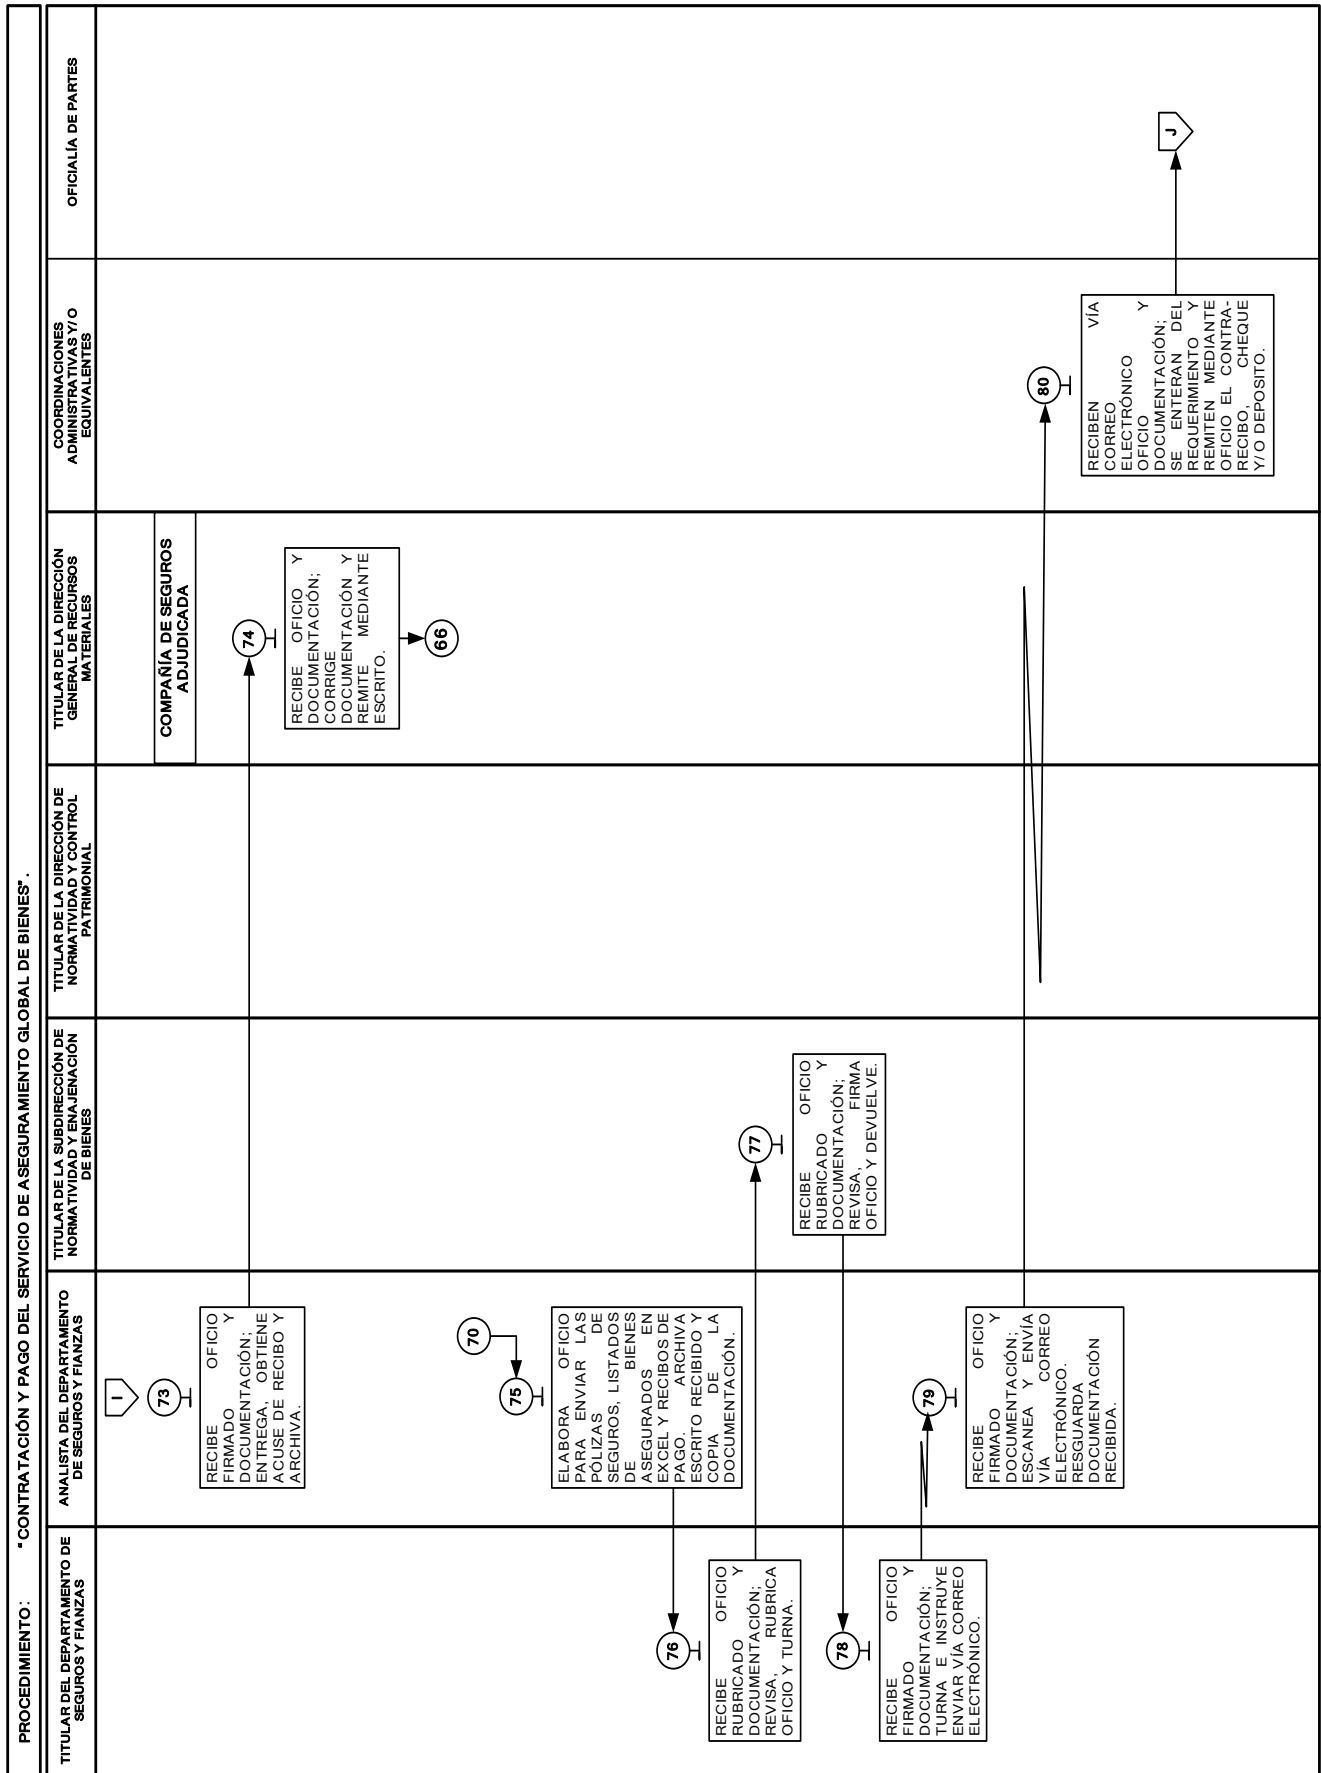 PROCEDIMIENTO: "CONTRATACIÓN Y PAGO DEL SERVICIO DE ASEGURAMIENTO GLOBAL DE BIENES".
TITULAR DEL DEPARTAMENTO DE
SEGUROS Y FIANZAS
ANALISTA DEL DEPARTAMENTO
DE SEGUROS Y FIANZAS
TITULAR DE LA SUBDIRECCIÓN DE
NORMATIVIDAD Y ENAJENACIÓN
DE BIENES
TITULAR DE LA DIRECCIÓN DE
NORMATIVIDAD Y CONTROL
PATRIMONIAL
TITULAR DE LA DIRECCIÓN
GENERAL DE RECURSOS
MATERIALES
COORDINACIONES
ADMINISTRATIVAS Y/O
EQUIVALENTES
OFICIALÍA DE PARTES
I
73
RECIBE OFICIO
FIRMADO Y
DOCUMENTACIÓN;
ENTREGA, OBTIENE
ACUSE DE RECIBO Y
ARCHIVA.
COMPAÑÍA DE SEGUROS
ADJUDICADA
74
RECIBE OFICIO Y
DOCUMENTACIÓN;
CORRIGE
DOCUMENTACIÓN Y
REMITE MEDIANTE
ESCRITO.
66
70
75
ELABORA OFICIO
PARA ENVIAR LAS
PÓLIZAS DE
SEGUROS, LISTADOS
DE BIENES
ASEGURADOS EN
EXCEL Y RECIBOS DE
PAGO. ARCHIVA
ESCRITO RECIBIDO Y
COPIA DE LA
DOCUMENTACIÓN.
76
RECIBE OFICIO
RUBRICADO Y
DOCUMENTACIÓN;
REVISA, RUBRICA
OFICIO Y TURNA.
77
RECIBE OFICIO
RUBRICADO Y
DOCUMENTACIÓN;
REVISA, FIRMA
OFICIO Y DEVUELVE.
78
RECIBE OFICIO
FIRMADO Y
DOCUMENTACIÓN;
TURNA E INSTRUYE
ENVIAR VÍA CORREO
ELECTRÓNICO.
79
RECIBE OFICIO
FIRMADO Y
DOCUMENTACIÓN;
ESCANEA Y ENVÍA
VÍA CORREO
ELECTRÓNICO.
RESGUARDA
DOCUMENTACIÓN
RECIBIDA.
80
RECIBEN VÍA
CORREO
ELECTRÓNICO
OFICIO Y
DOCUMENTACIÓN;
SE ENTERAN DEL
REQUERIMIENTO Y
REMITEN MEDIANTE
OFICIO EL CONTRA-
RECIBO, CHEQUE
Y/ O DEPOSITO.
J